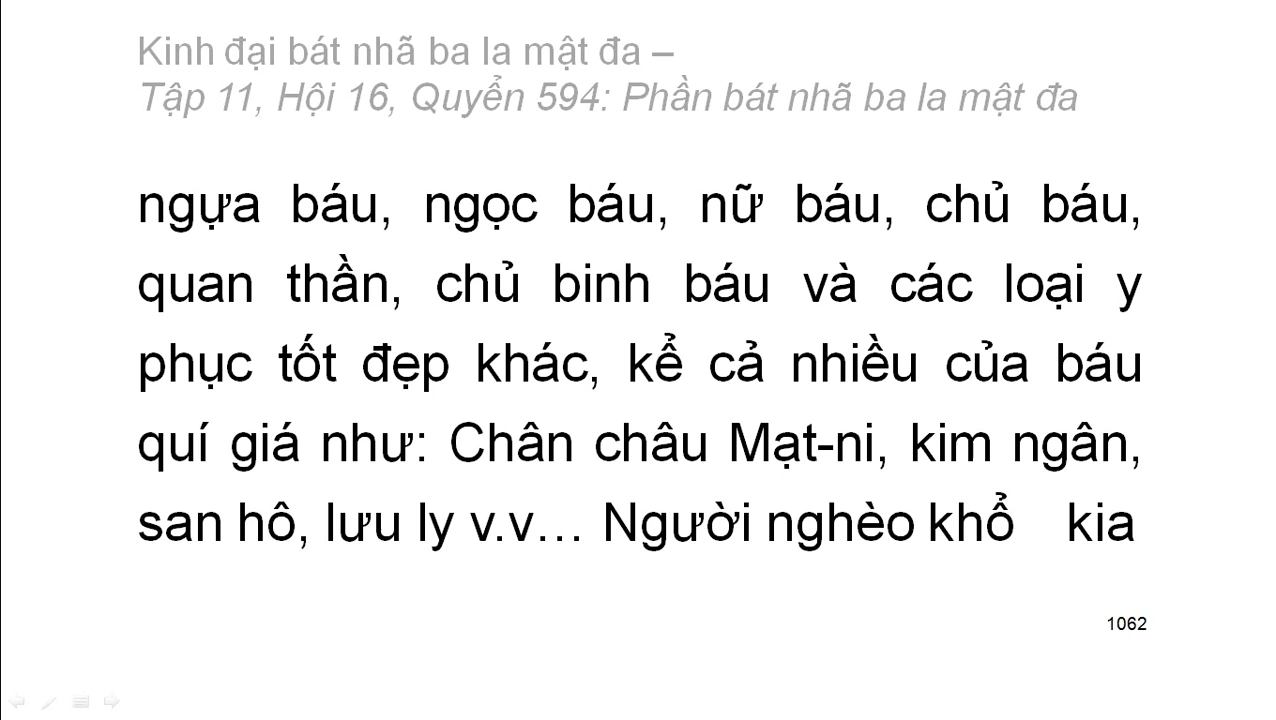 Kinh đại bát nhã ba la mật đa –
Tập 11, Hội 16, Quyển 594: Phần bát nhã ba la mật đa
ngựa báu, ngọc báu, nữ báu, chủ báu,
quan thần, chủ binh báu và các loại y
phục tốt đẹp khác, kể cả nhiều của báu
quí giá như: Chân châu Mạt-ni, kim ngân,
san hô, lưu ly v.v… Người nghèo khổ kia
1062